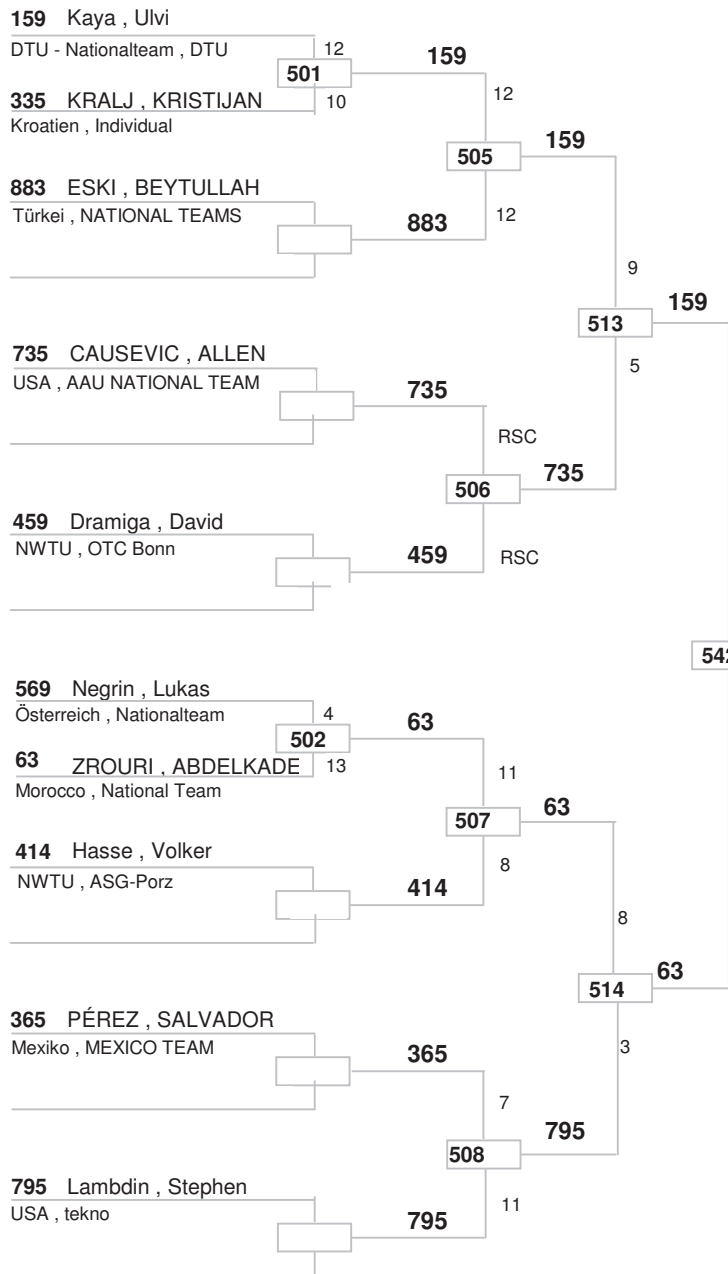 159 Kaya , Ulvi
DTU - Nationalteam , DTU
12
159
501
335 KRALJ , KRISTIJAN
10
Kroatien , Individual
12
159
505
883 ESKI , BEYTULLAH
Türkei , NATIONAL TEAMS
883
12
9
159
513
735 CAUSEVIC , ALLEN
USA , AAU NATIONAL TEAM
735
5
RSC
506
735
459 Dramiga , David
NWTU , OTC Bonn
459
RSC
542
569 Negrin , Lukas
Österreich , Nationalteam
4
63
502
63 ZROURI , ABDELKADE
13
Morocco , National Team
11
63
507
414 Hasse , Volker
NWTU , ASG-Porz
414
8
8
63
514
365 PÉREZ , SALVADOR
Mexiko , MEXICO TEAM
365
3
7
795
508
795 Lambdin , Stephen
USA , tekno
795
11